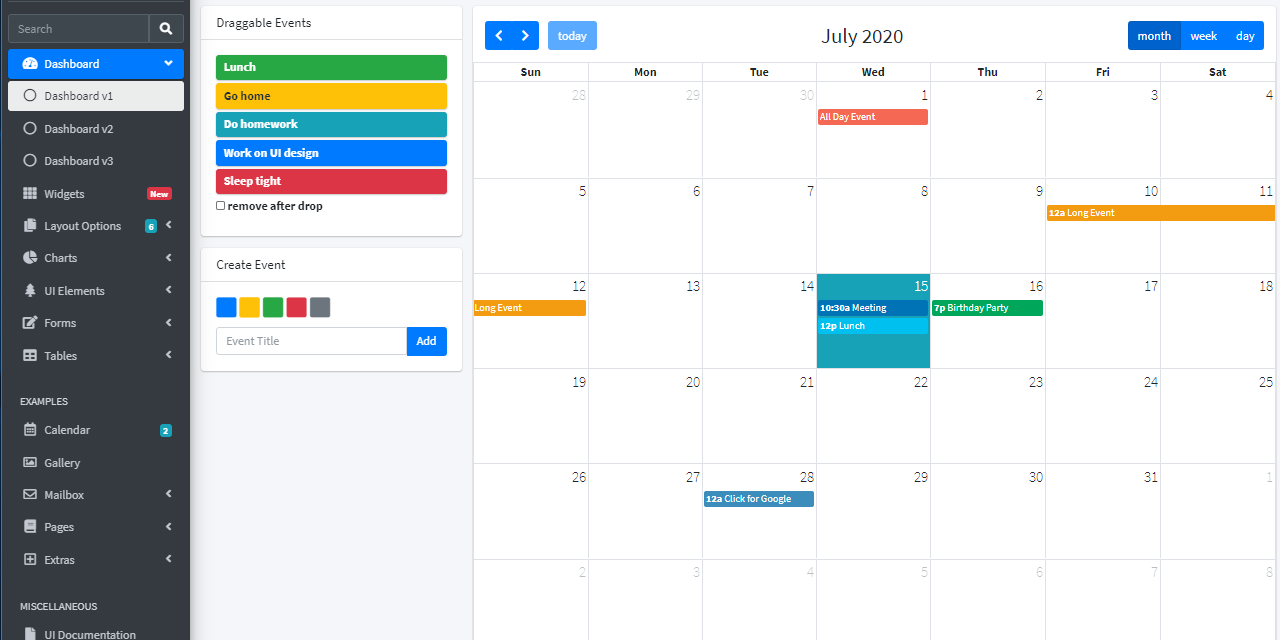 Search
Dashboard
Dashboard v1
Dashboard v2
Dashboard v3
Widgets New
Layout Options 6
Charts
UI Elements
Forms
Tables
EXAMPLES
Calendar 2
Gallery
Mailbox
Pages
Extras
MISCELLANEOUS
UI Documentation
Draggable Events
Lunch
Go home
Do homework
Work on UI design
Sleep tight
remove after drop
Create Event
Event Title Add
today July 2020 month week day
Sun Mon Tue Wed Thu Fri Sat
28 29 30 1 2 3 4
All Day Event
5 6 7 8 9 10 11
12a Long Event
12 13 14 15 16 17 18
Long Event 10:30a Meeting 7p Birthday Party
12p Lunch
19 20 21 22 23 24 25
26 27 28 29 30 31 1
12a Click for Google
2 3 4 5 6 7 8